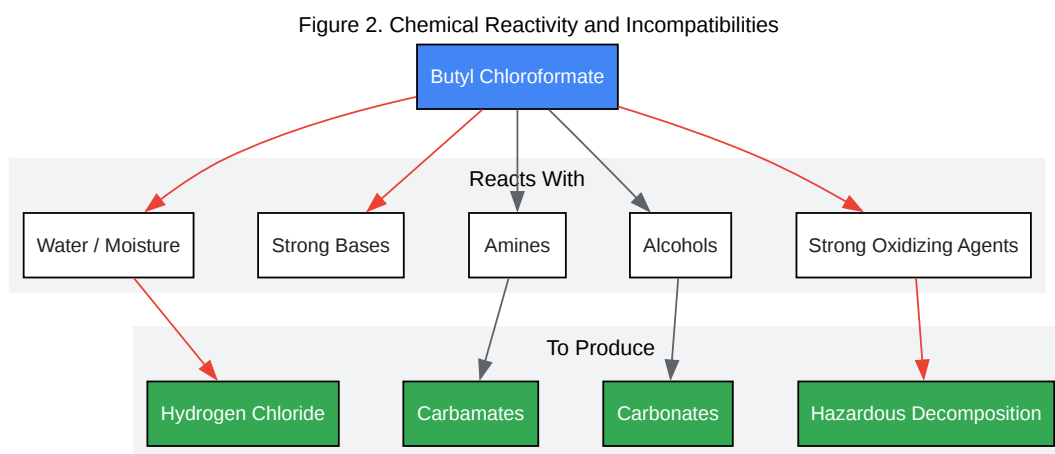 Figure 2. Chemical Reactivity and Incompatibilities
Butyl Chloroformate
Reacts With
Water / Moisture
Strong Bases
Amines
Alcohols
Strong Oxidizing Agents
To Produce
Hydrogen Chloride
Carbamates
Carbonates
Hazardous Decomposition